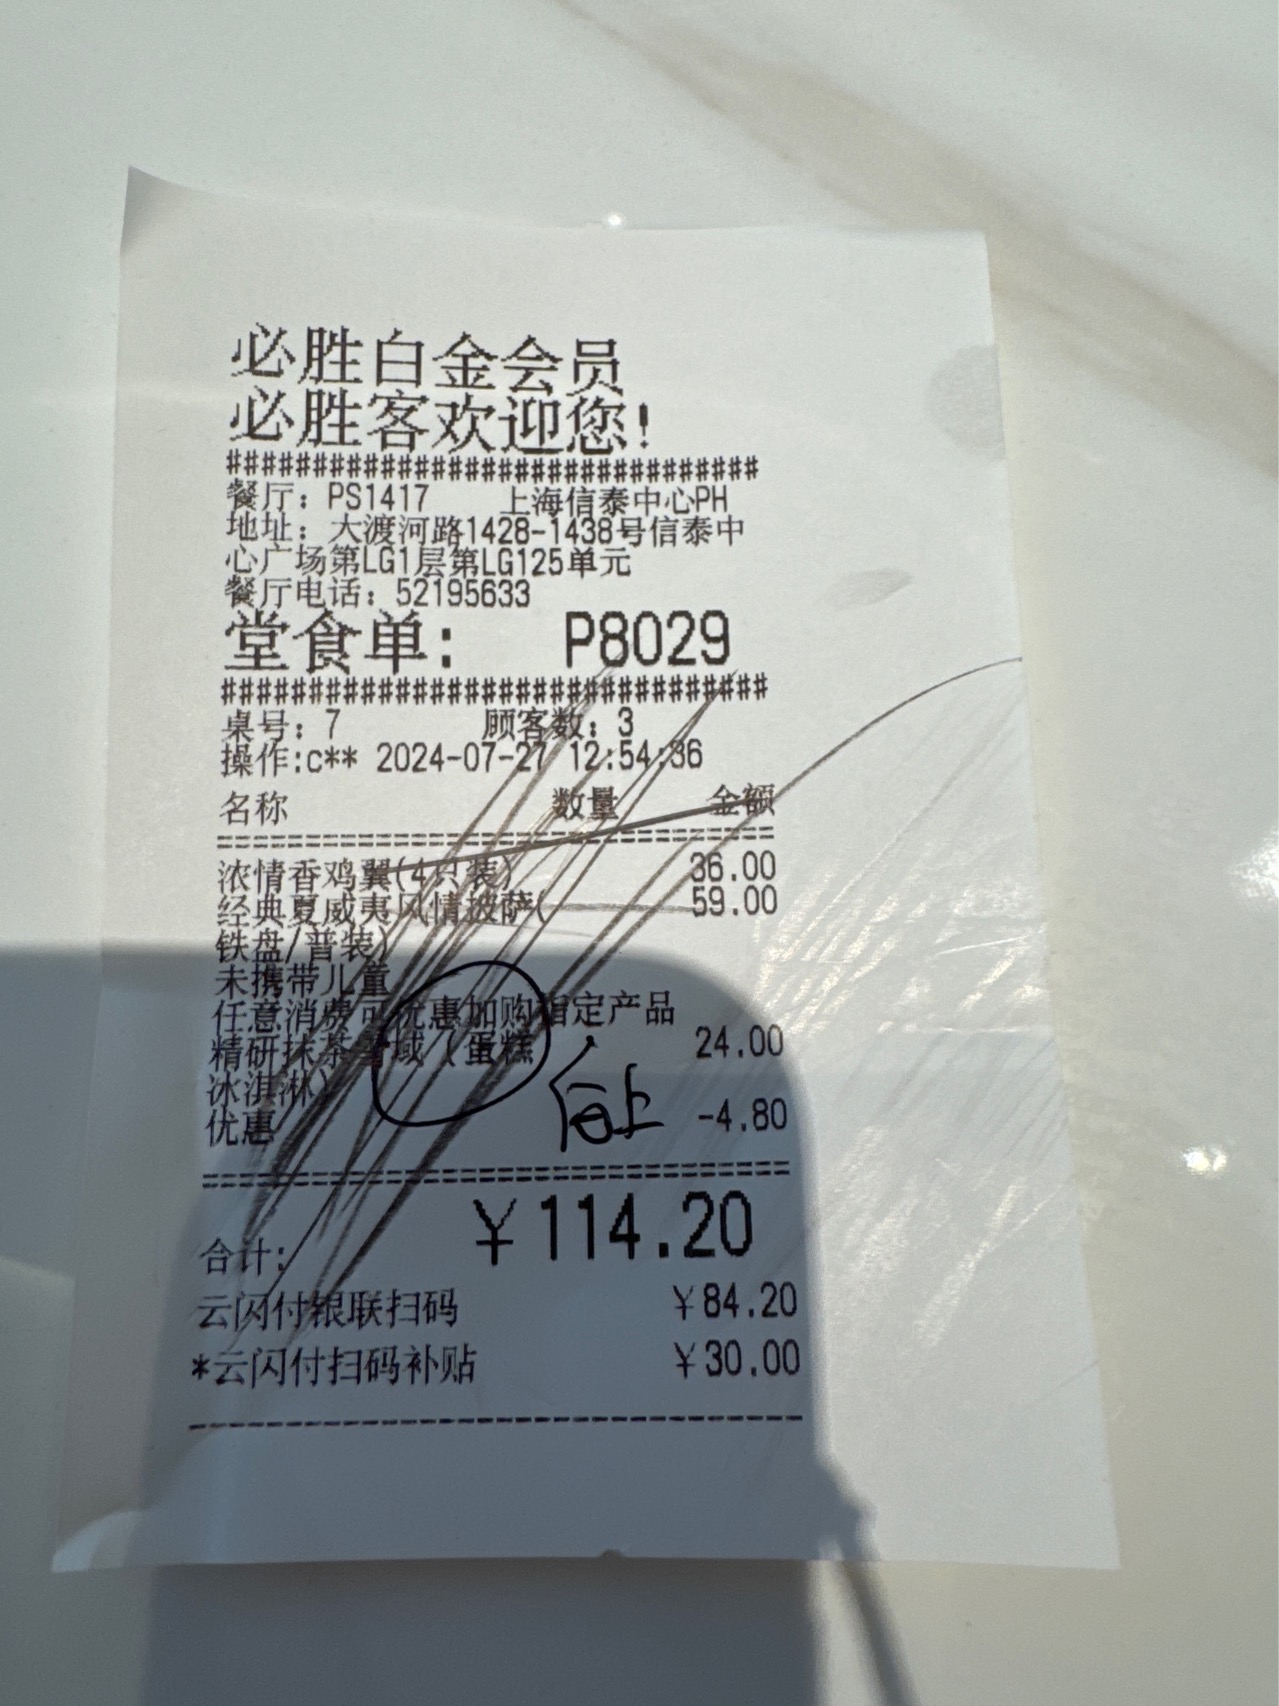 必胜白金会员
必胜客欢迎您!
################################
餐厅: PS1417 上海信泰中心PH
地址: 大渡河路1428-1438号信泰中
心广场第LG1层第LG125单元
餐厅电话: 52195633
堂食单: P8029
################################
桌号: 7 顾客数: 3
操作:c** 2024-07-27 12:54:36
名称 数量 金额
================================
浓情香鸡翼(4只装) 36.00
经典夏威夷风情披萨( 59.00
铁盘/普装)
未携带儿童
任意消费可优惠加购指定产品
精研抹茶雪域(蛋糕 24.00
冰淇淋)
上
优惠 -4.80
================================
合计: ¥114.20
云闪付银联扫码 ¥84.20
*云闪付扫码补贴 ¥30.00
--------------------------------